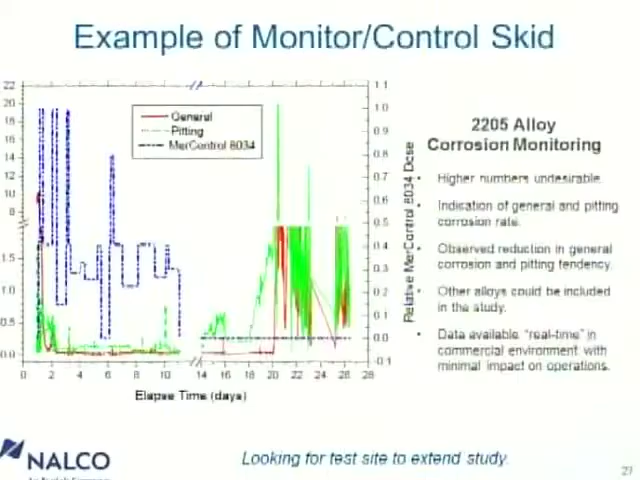 Example of Monitor/Control Skid
22
20
18
16
14
12
10
8
1.5
1.0
0.5
0.0
General
Pitting
MerControl 8034
1.1
1.0
0.9
0.8
0.7
0.6
0.5
0.4
0.3
0.2
0.1
0.0
-0.1
Relative MerControl 8034 Dose
0 2 4 6 8 10 14 16 18 20 22 24 26 28
Elapse Time (days)
2205 Alloy
Corrosion Monitoring
• Higher numbers undesirable.
• Indication of general and pitting
corrosion rate.
• Observed reduction in general
corrosion and pitting tendency.
• Other alloys could be included
in the study.
• Data available "real-time" in
commercial environment with
minimal impact on operations.
NALCO
Looking for test site to extend study.
27